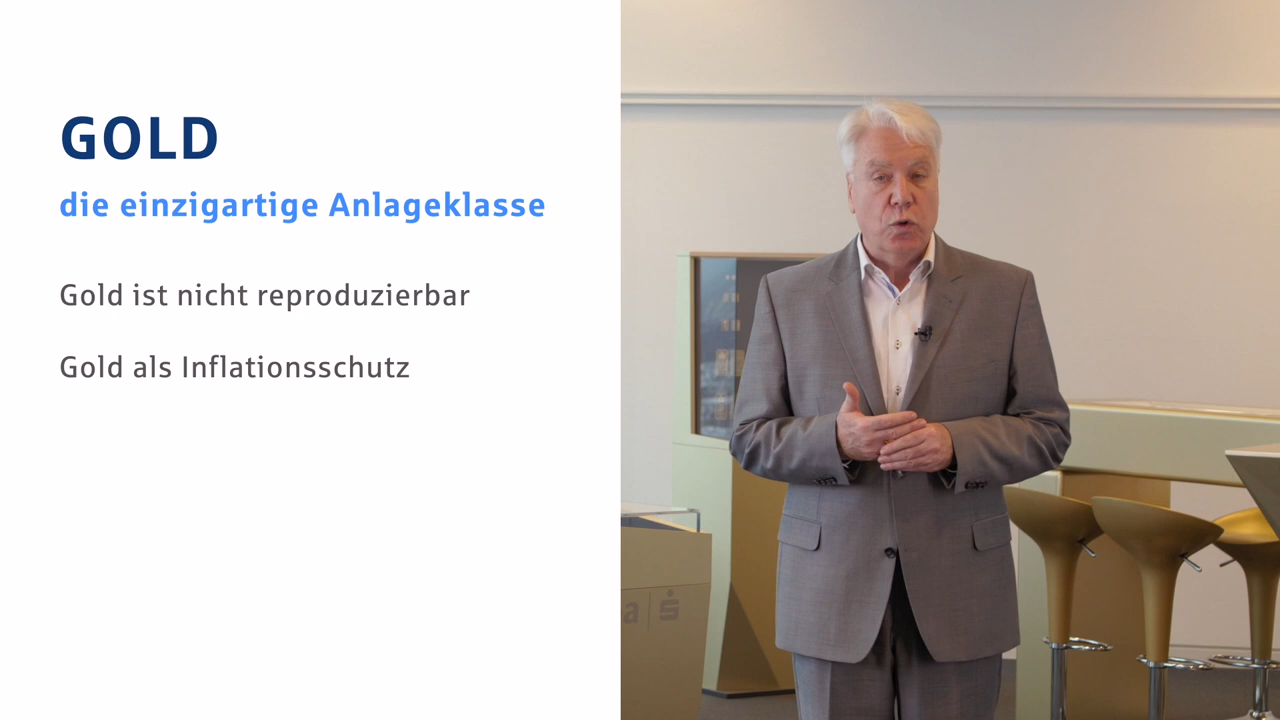 GOLD
die einzigartige Anlageklasse
Gold ist nicht reproduzierbar
Gold als Inflationsschutz
a